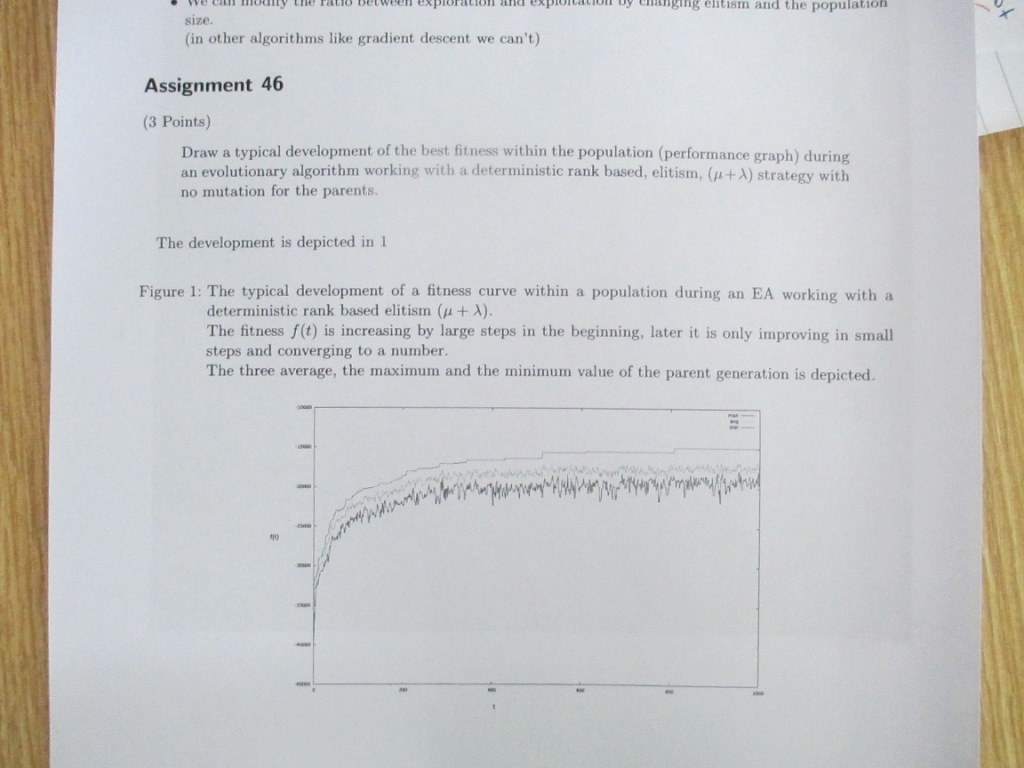 • We can modify the ratio between exploration and exploitation by changing elitism and the population
size.
(in other algorithms like gradient descent we can't)
Assignment 46
(3 Points)
Draw a typical development of the best fitness within the population (performance graph) during
an evolutionary algorithm working with a deterministic rank based, elitism, (μ+λ) strategy with
no mutation for the parents.
The development is depicted in 1
Figure 1: The typical development of a fitness curve within a population during an EA working with a
deterministic rank based elitism (μ + λ).
The fitness f(t) is increasing by large steps in the beginning, later it is only improving in small
steps and converging to a number.
The three average, the maximum and the minimum value of the parent generation is depicted.
-10000
max
avg
-15000
-20000
-25000
f(t)
-30000
-35000
-40000
-45000
0 200 400 600 800 1000
t